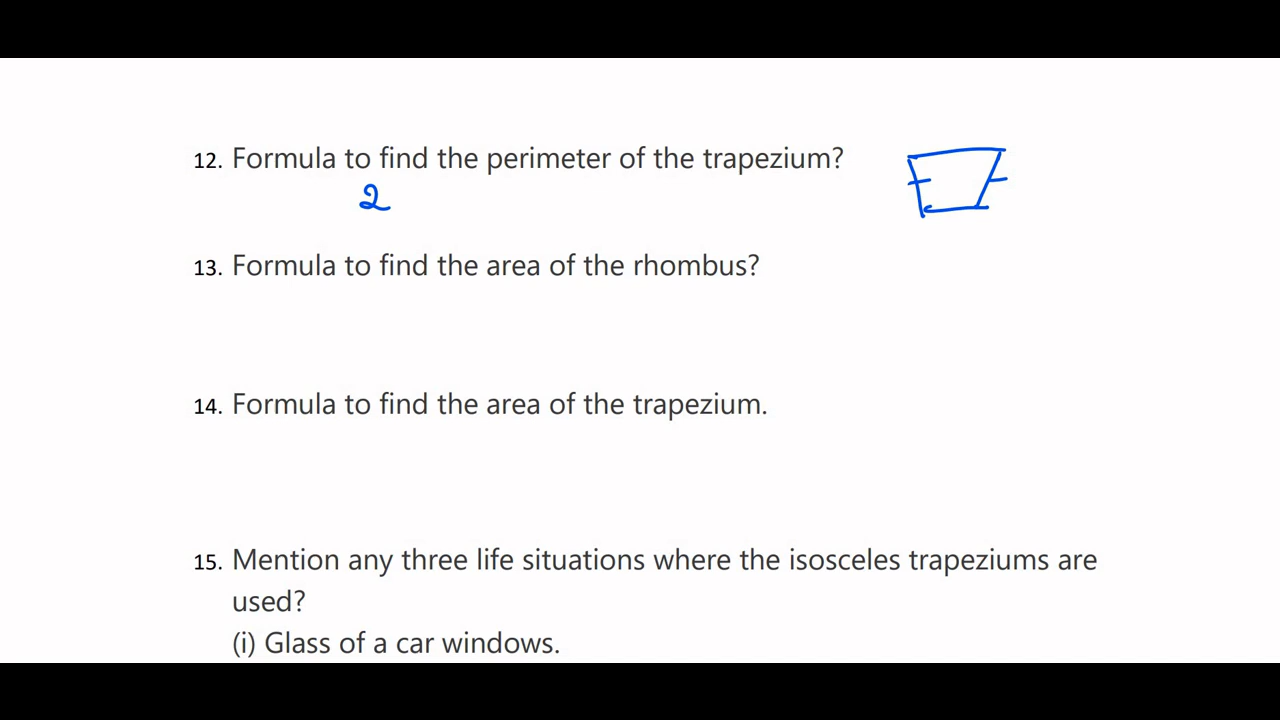 12. Formula to find the perimeter of the trapezium?
2
13. Formula to find the area of the rhombus?
14. Formula to find the area of the trapezium.
15. Mention any three life situations where the isosceles trapeziums are
used?
(i) Glass of a car windows.